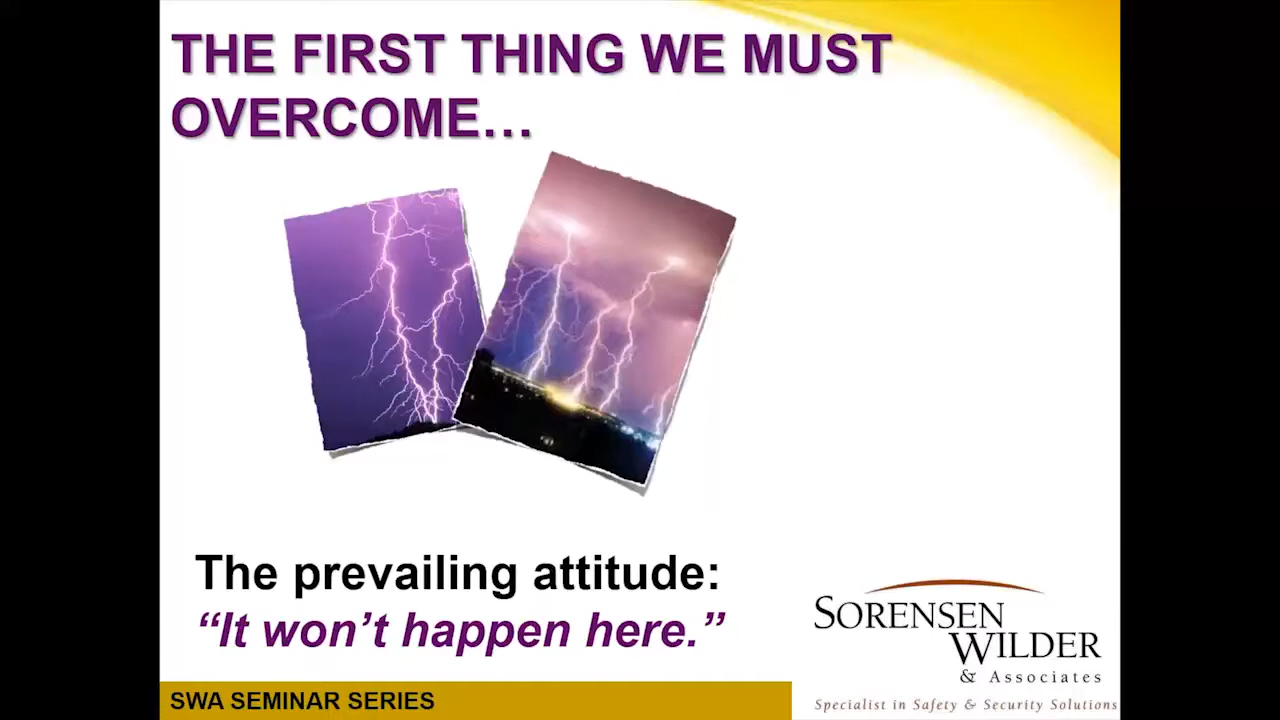 THE FIRST THING WE MUST
OVERCOME…
The prevailing attitude:
“It won’t happen here.”
SORENSEN
WILDER
& Associates
SWA SEMINAR SERIES
Specialist in Safety & Security Solutions